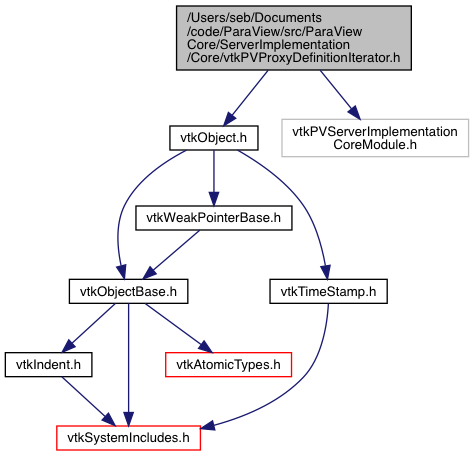 /Users/seb/Documents
/code/ParaView/src/ParaView
Core/ServerImplementation
/Core/vtkPVProxyDefinitionIterator.h
vtkObject.h
vtkPVServerImplementation
CoreModule.h
vtkWeakPointerBase.h
vtkObjectBase.h
vtkTimeStamp.h
vtkIndent.h
vtkAtomicTypes.h
vtkSystemIncludes.h